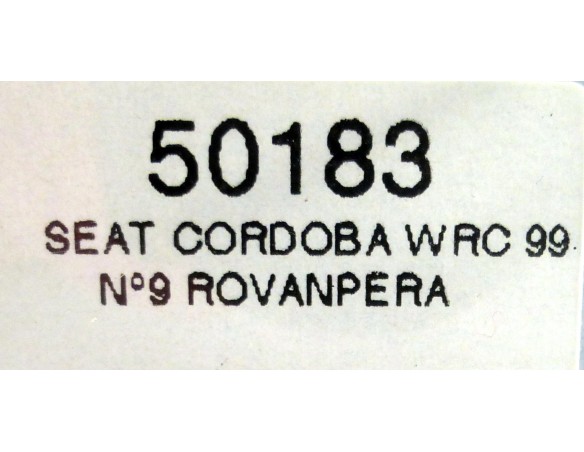 50183
SEAT CORDOBA WRC 99
Nº9 ROVANPERA